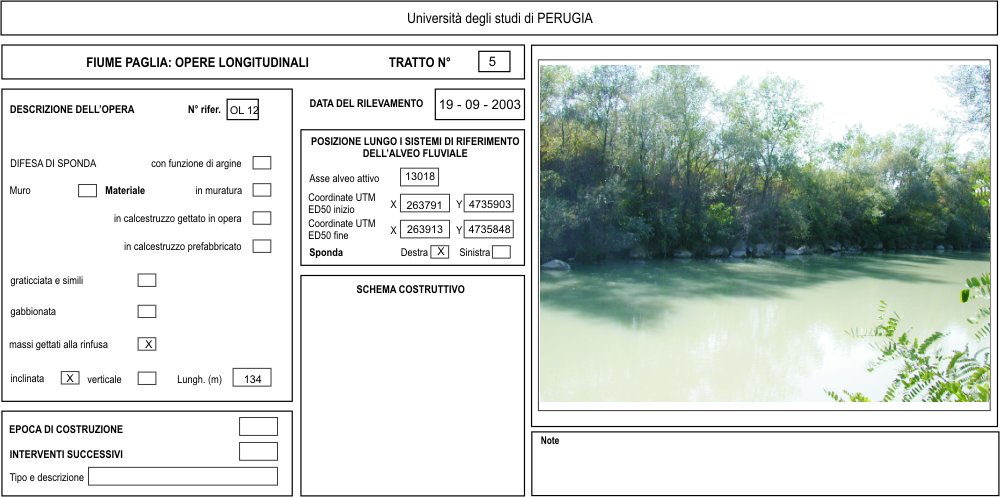 Università degli studi di PERUGIA
FIUME PAGLIA: OPERE LONGITUDINALI TRATTO N° 5
DESCRIZIONE DELL'OPERA N° rifer. OL 12
DIFESA DI SPONDA con funzione di argine
Muro Materiale in muratura
in calcestruzzo gettato in opera
in calcestruzzo prefabbricato
graticciata e simili
gabbionata
massi gettati alla rinfusa X
inclinata X verticale Lungh. (m) 134
EPOCA DI COSTRUZIONE
INTERVENTI SUCCESSIVI
Tipo e descrizione
DATA DEL RILEVAMENTO 19 - 09 - 2003
POSIZIONE LUNGO I SISTEMI DI RIFERIMENTO
DELL'ALVEO FLUVIALE
Asse alveo attivo 13018
Coordinate UTM
ED50 inizio X 263791 Y 4735903
Coordinate UTM
ED50 fine X 263913 Y 4735848
Sponda Destra X Sinistra
SCHEMA COSTRUTTIVO
Note